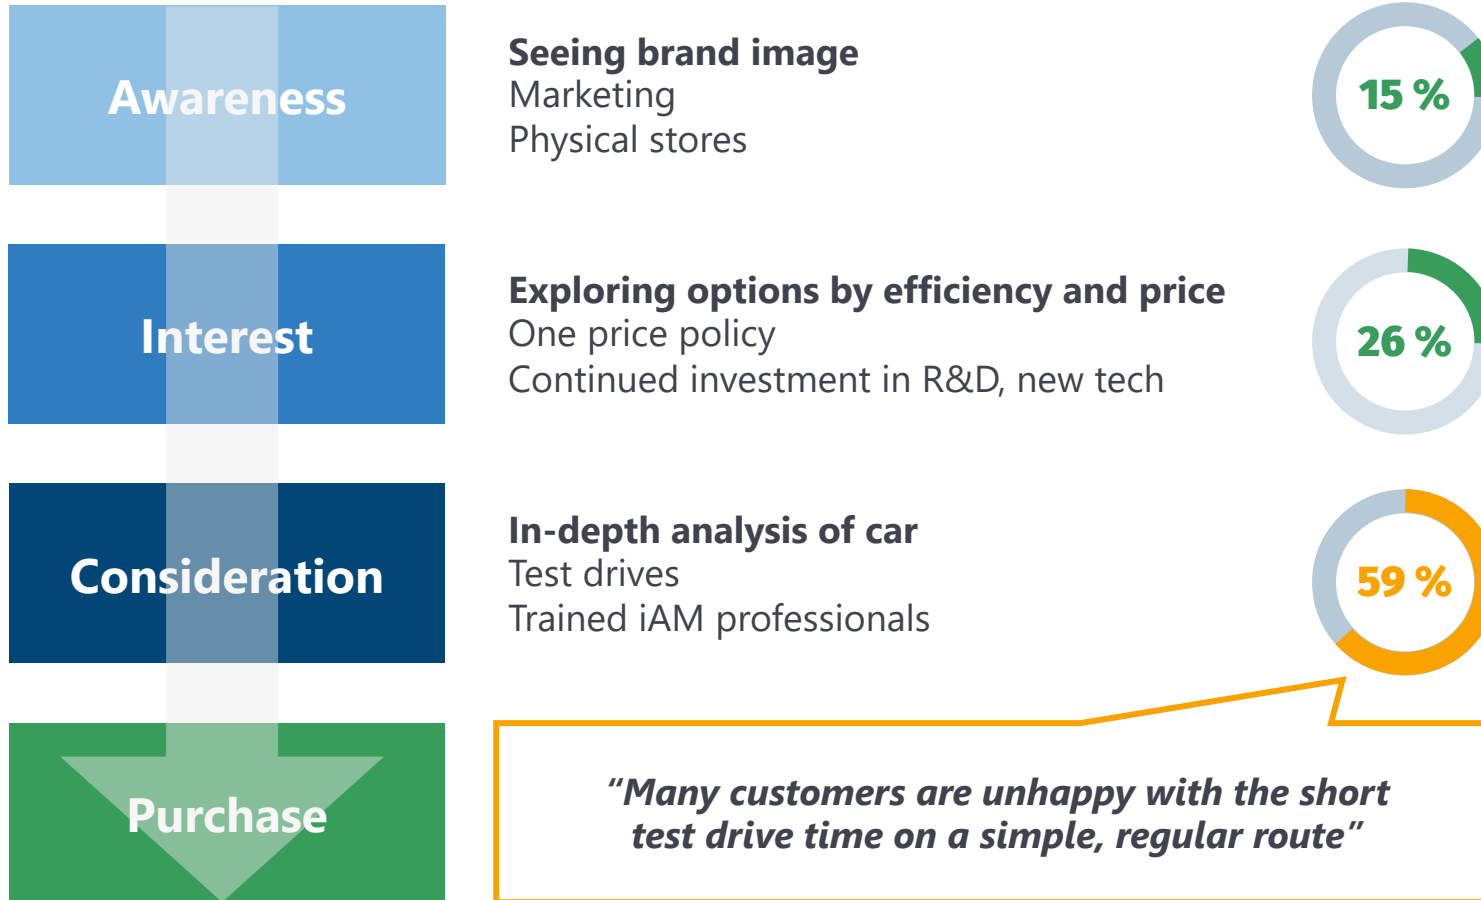 Awareness
Seeing brand image
Marketing
Physical stores
15 %
Interest
Exploring options by efficiency and price
One price policy
Continued investment in R&D, new tech
26 %
Consideration
In-depth analysis of car
Test drives
Trained iAM professionals
59 %
Purchase
“Many customers are unhappy with the short
test drive time on a simple, regular route”